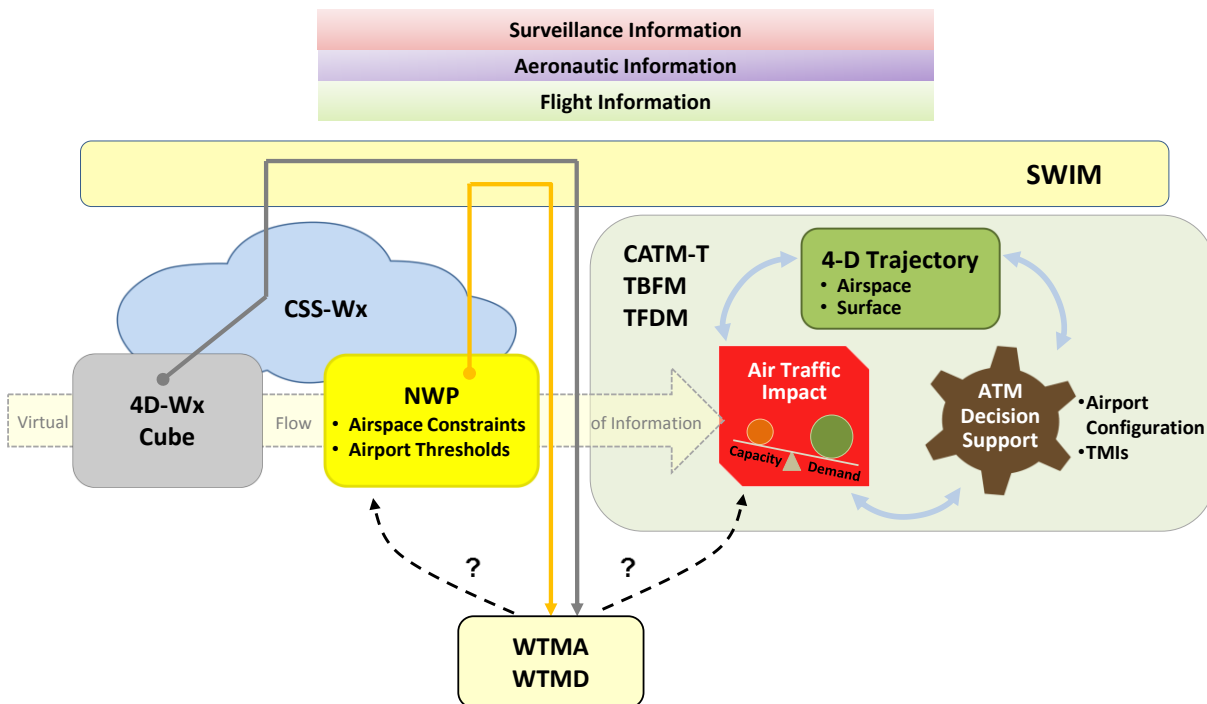 Surveillance Information
Aeronautic Information
Flight Information
SWIM
CSS-Wx
CATM-T
TBFM
TFDM
4-D Trajectory
• Airspace
• Surface
Virtual
4D-Wx
Cube
Flow
NWP
• Airspace Constraints
• Airport Thresholds
of Information
Air Traffic
Impact
Capacity
Demand
ATM
Decision
Support
•Airport
Configuration
•TMIs
?
?
WTMA
WTMD